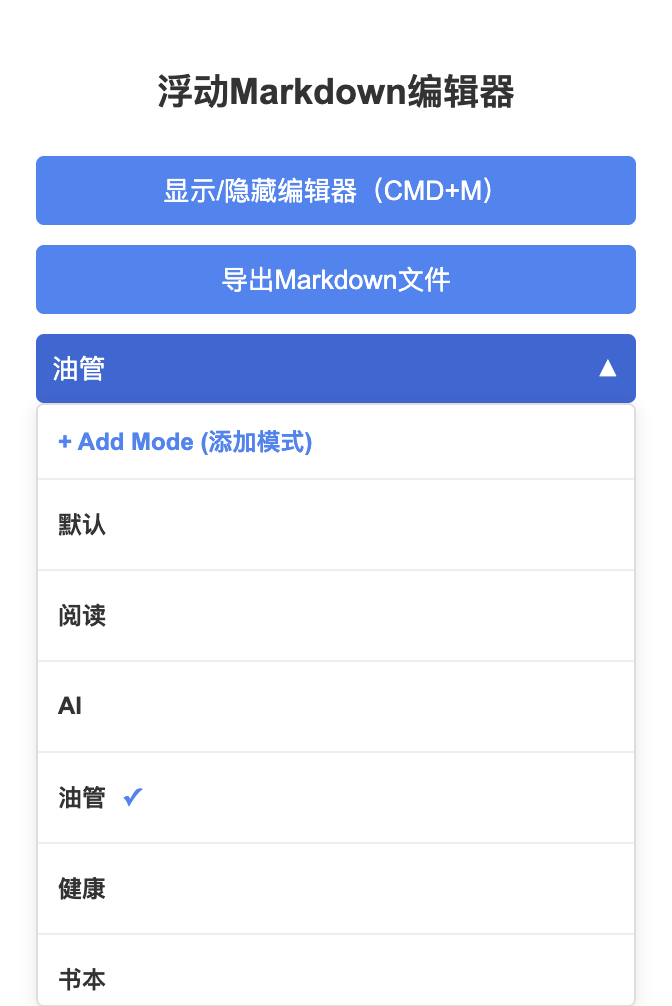 浮动Markdown编辑器
显示/隐藏编辑器（CMD+M）
导出Markdown文件
油管 ▲
+ Add Mode (添加模式)
默认
阅读
AI
油管 ✓
健康
书本